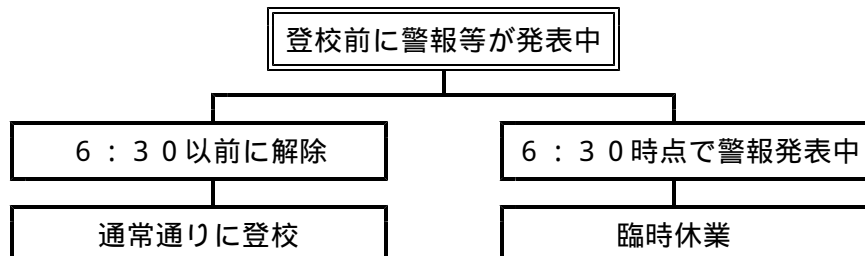 登校前に警報等が発表中
６：３０以前に解除
６：３０時点で警報発表中
通常通りに登校
臨時休業